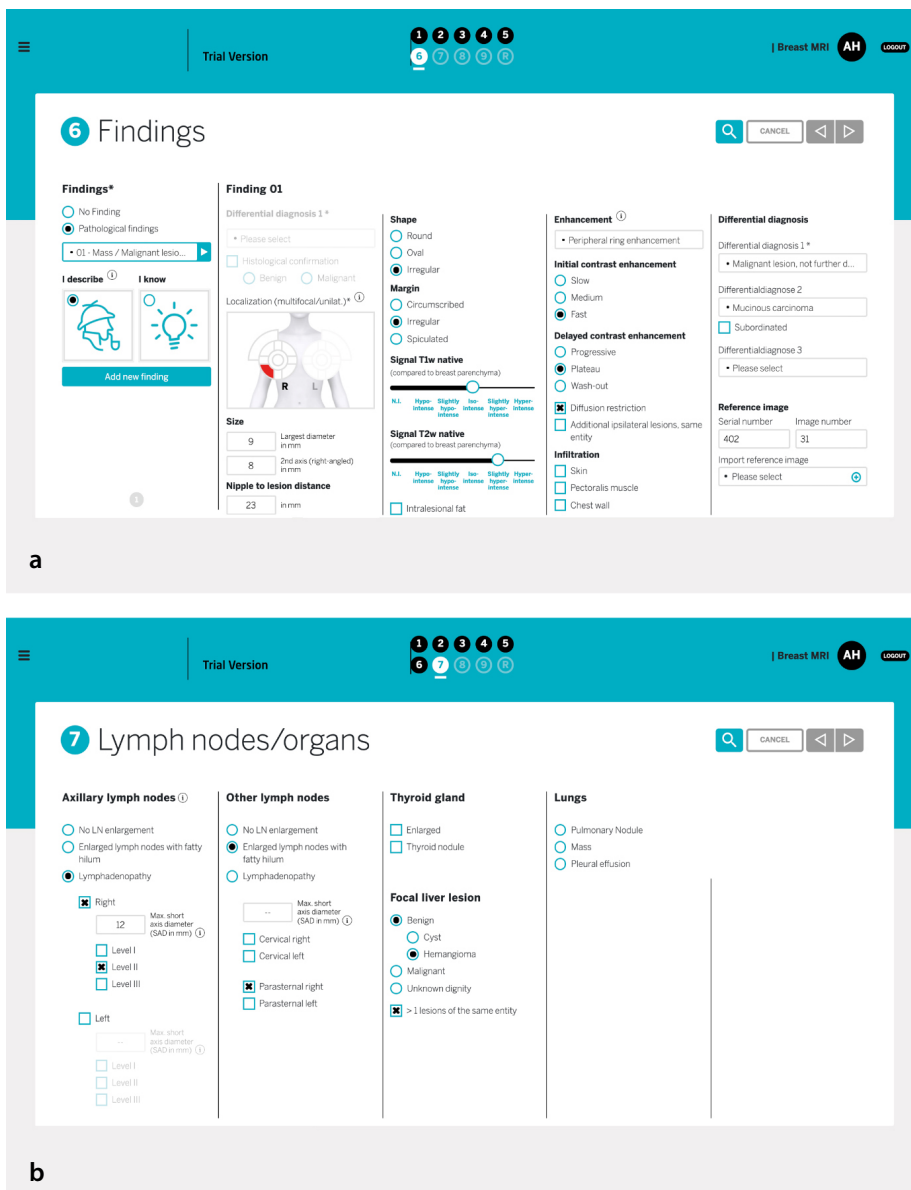 1 2 3 4 5
Trial Version
6 7 8 9 R
| Breast MRI AH LOGOUT
6 Findings
CANCEL
Findings*
No Finding
Pathological findings
• 01 - Mass / Malignant lesio...
I describe i
I know
Add new finding
1
Finding 01
Differential diagnosis 1 *
• Please select
Histological confirmation
Benign Malignant
Localization (multifocal/unilat.)* i
R L
Size
9 Largest diameter
in mm
8 2nd axis (right-angled)
in mm
Nipple to lesion distance
23 in mm
Shape
Round
Oval
Irregular
Margin
Circumscribed
Irregular
Spiculated
Signal T1w native
(compared to breast parenchyma)
N.I. Hypo- Slightly Iso- Slightly Hyper-
intense hypo- intense hyper- intense
intense intense
Signal T2w native
(compared to breast parenchyma)
N.I. Hypo- Slightly Iso- Slightly Hyper-
intense hypo- intense hyper- intense
intense intense
Intralesional fat
Enhancement i
• Peripheral ring enhancement
Initial contrast enhancement
Slow
Medium
Fast
Delayed contrast enhancement
Progressive
Plateau
Wash-out
Diffusion restriction
Additional ipsilateral lesions, same
entity
Infiltration
Skin
Pectoralis muscle
Chest wall
Differential diagnosis
Differential diagnosis 1 *
• Malignant lesion, not further d...
Differentialdiagnose 2
• Mucinous carcinoma
Subordinated
Differentialdiagnose 3
• Please select
Reference image
Serial number Image number
402 31
Import reference image
• Please select
a
1 2 3 4 5
Trial Version
6 7 8 9 R
| Breast MRI AH LOGOUT
7 Lymph nodes/organs
CANCEL
Axillary lymph nodes i
No LN enlargement
Enlarged lymph nodes with fatty
hilum
Lymphadenopathy
Right
12 Max. short
axis diameter
(SAD in mm) i
Level I
Level II
Level III
Left
-- Max. short
axis diameter
(SAD in mm) i
Level I
Level II
Level III
Other lymph nodes
No LN enlargement
Enlarged lymph nodes with
fatty hilum
Lymphadenopathy
-- Max. short
axis diameter
(SAD in mm) i
Cervical right
Cervical left
Parasternal right
Parasternal left
Thyroid gland
Enlarged
Thyroid nodule
Focal liver lesion
Benign
Cyst
Hemangioma
Malignant
Unknown dignity
> 1 lesions of the same entity
Lungs
Pulmonary Nodule
Mass
Pleural effusion
b